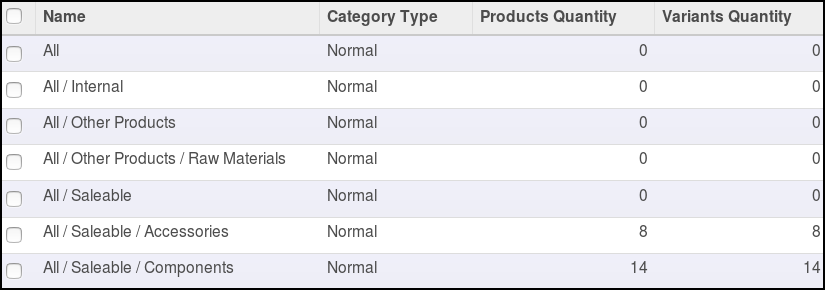 Name Category Type Products Quantity Variants Quantity
All Normal 0 0
All / Internal Normal 0 0
All / Other Products Normal 0 0
All / Other Products / Raw Materials Normal 0 0
All / Saleable Normal 0 0
All / Saleable / Accessories Normal 8 8
All / Saleable / Components Normal 14 14